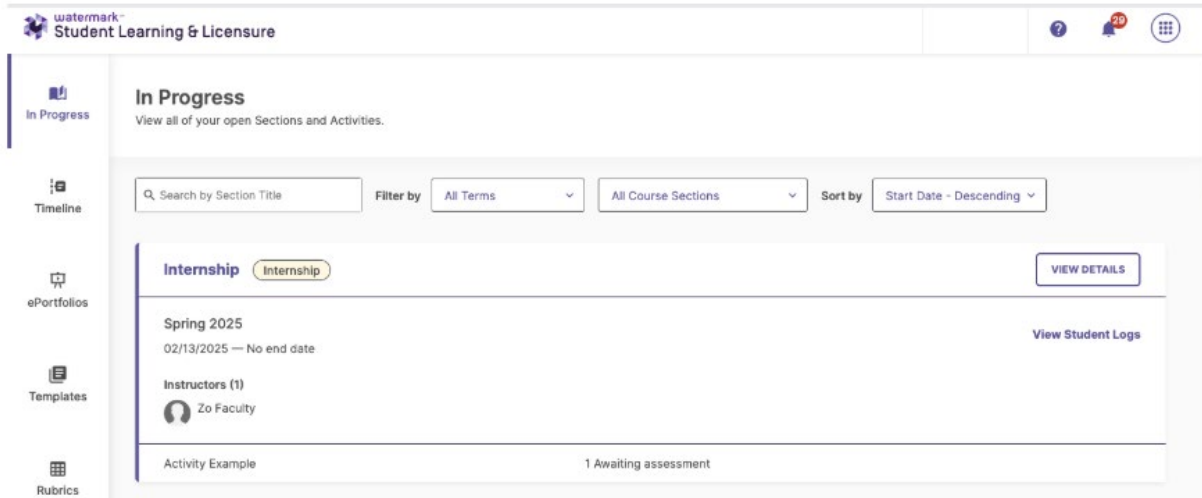 watermark™
Student Learning & Licensure
29
In Progress
Timeline
ePortfolios
Templates
Rubrics
In Progress
View all of your open Sections and Activities.
Search by Section Title
Filter by
All Terms
All Course Sections
Sort by
Start Date - Descending
Internship
Internship
VIEW DETAILS
Spring 2025
02/13/2025 — No end date
View Student Logs
Instructors (1)
Zo Faculty
Activity Example
1 Awaiting assessment